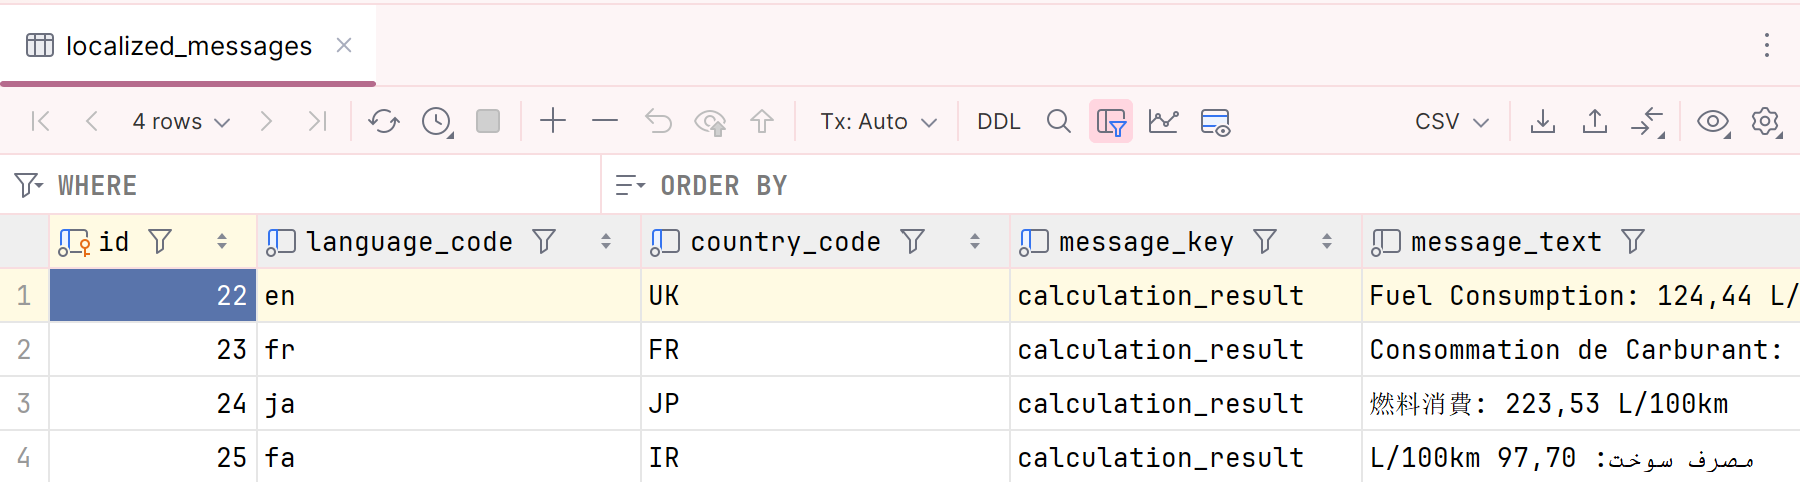 localized_messages
4 rows Tx: Auto DDL CSV
WHERE ORDER BY
id language_code country_code message_key message_text
1 22 en UK calculation_result Fuel Consumption: 124,44 L/
2 23 fr FR calculation_result Consommation de Carburant:
3 24 ja JP calculation_result 燃料消費: 223,53 L/100km
4 25 fa IR calculation_result مصرف سوخت: 97,70 L/100km